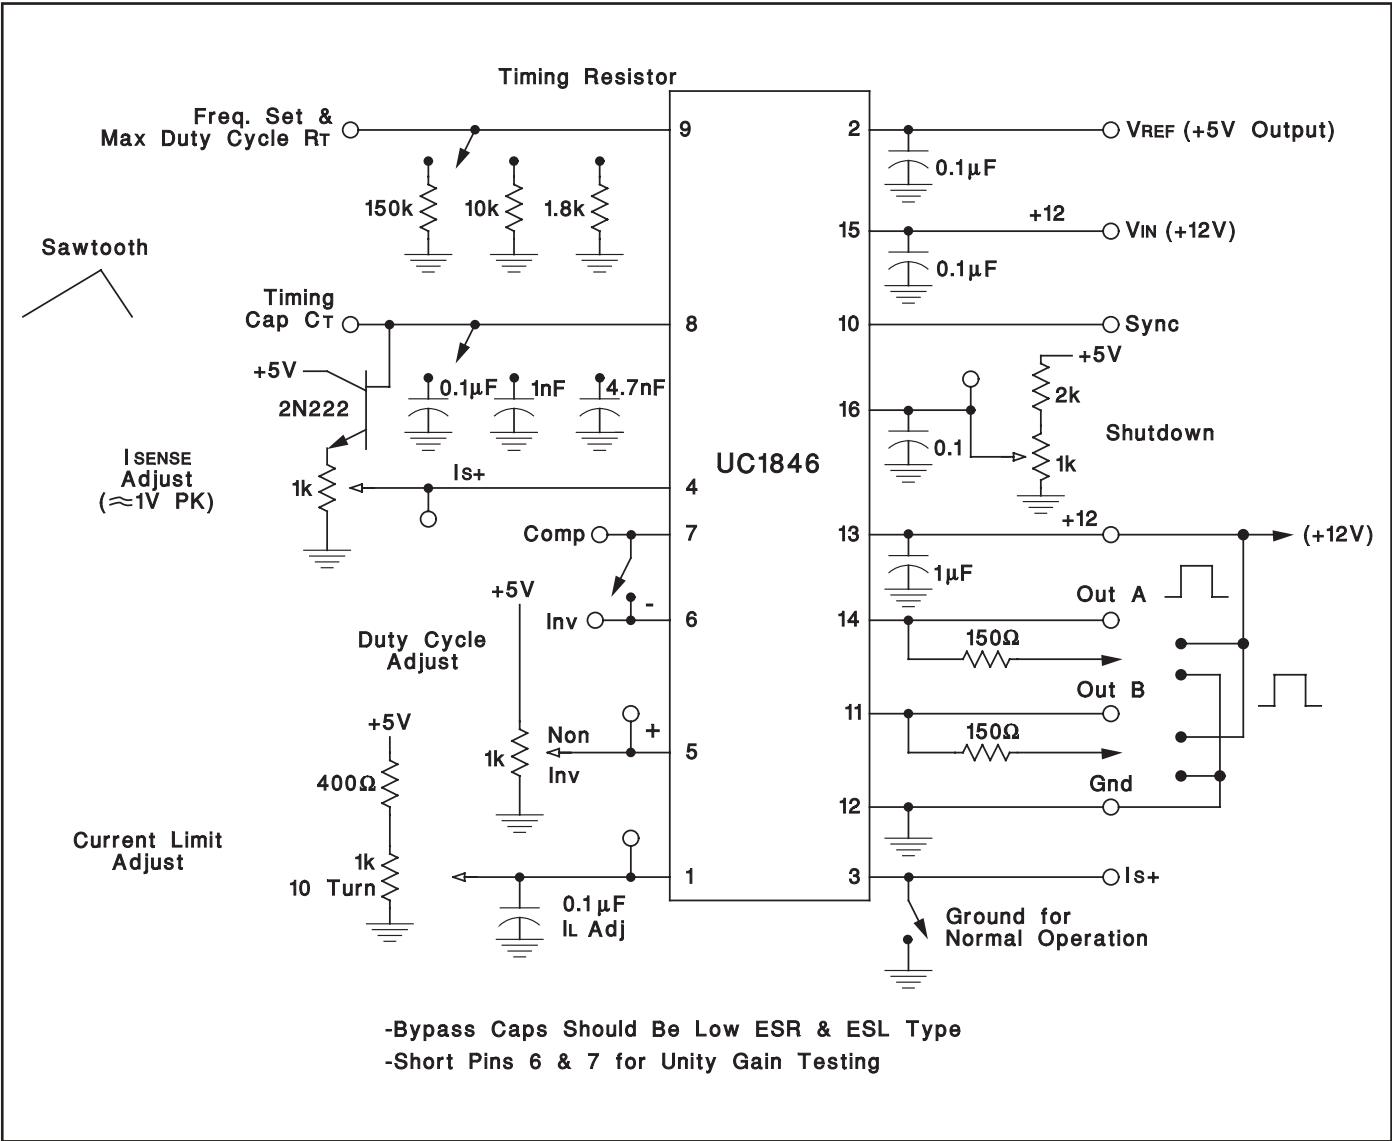 Timing Resistor
Freq. Set &
Max Duty Cycle RT
9
2
VREF (+5V Output)
0.1µF
150k
10k
1.8k
+12
15
VIN (+12V)
0.1µF
Sawtooth
Timing
Cap CT
8
10
Sync
+5V
+5V
0.1µF
1nF
4.7nF
2N222
2k
16
0.1
Shutdown
1k
UC1846
I SENSE
Adjust
(≈1V PK)
1k
IS+
4
Comp
7
13
+12
(+12V)
1µF
+5V
-
Inv
6
14
Out A
150Ω
Duty Cycle
Adjust
Out B
11
150Ω
+5V
+
Non
Inv
1k
5
400Ω
Gnd
12
Current Limit
Adjust
1k
10 Turn
1
3
IS+
0.1µF
IL Adj
Ground for
Normal Operation
-Bypass Caps Should Be Low ESR & ESL Type
-Short Pins 6 & 7 for Unity Gain Testing